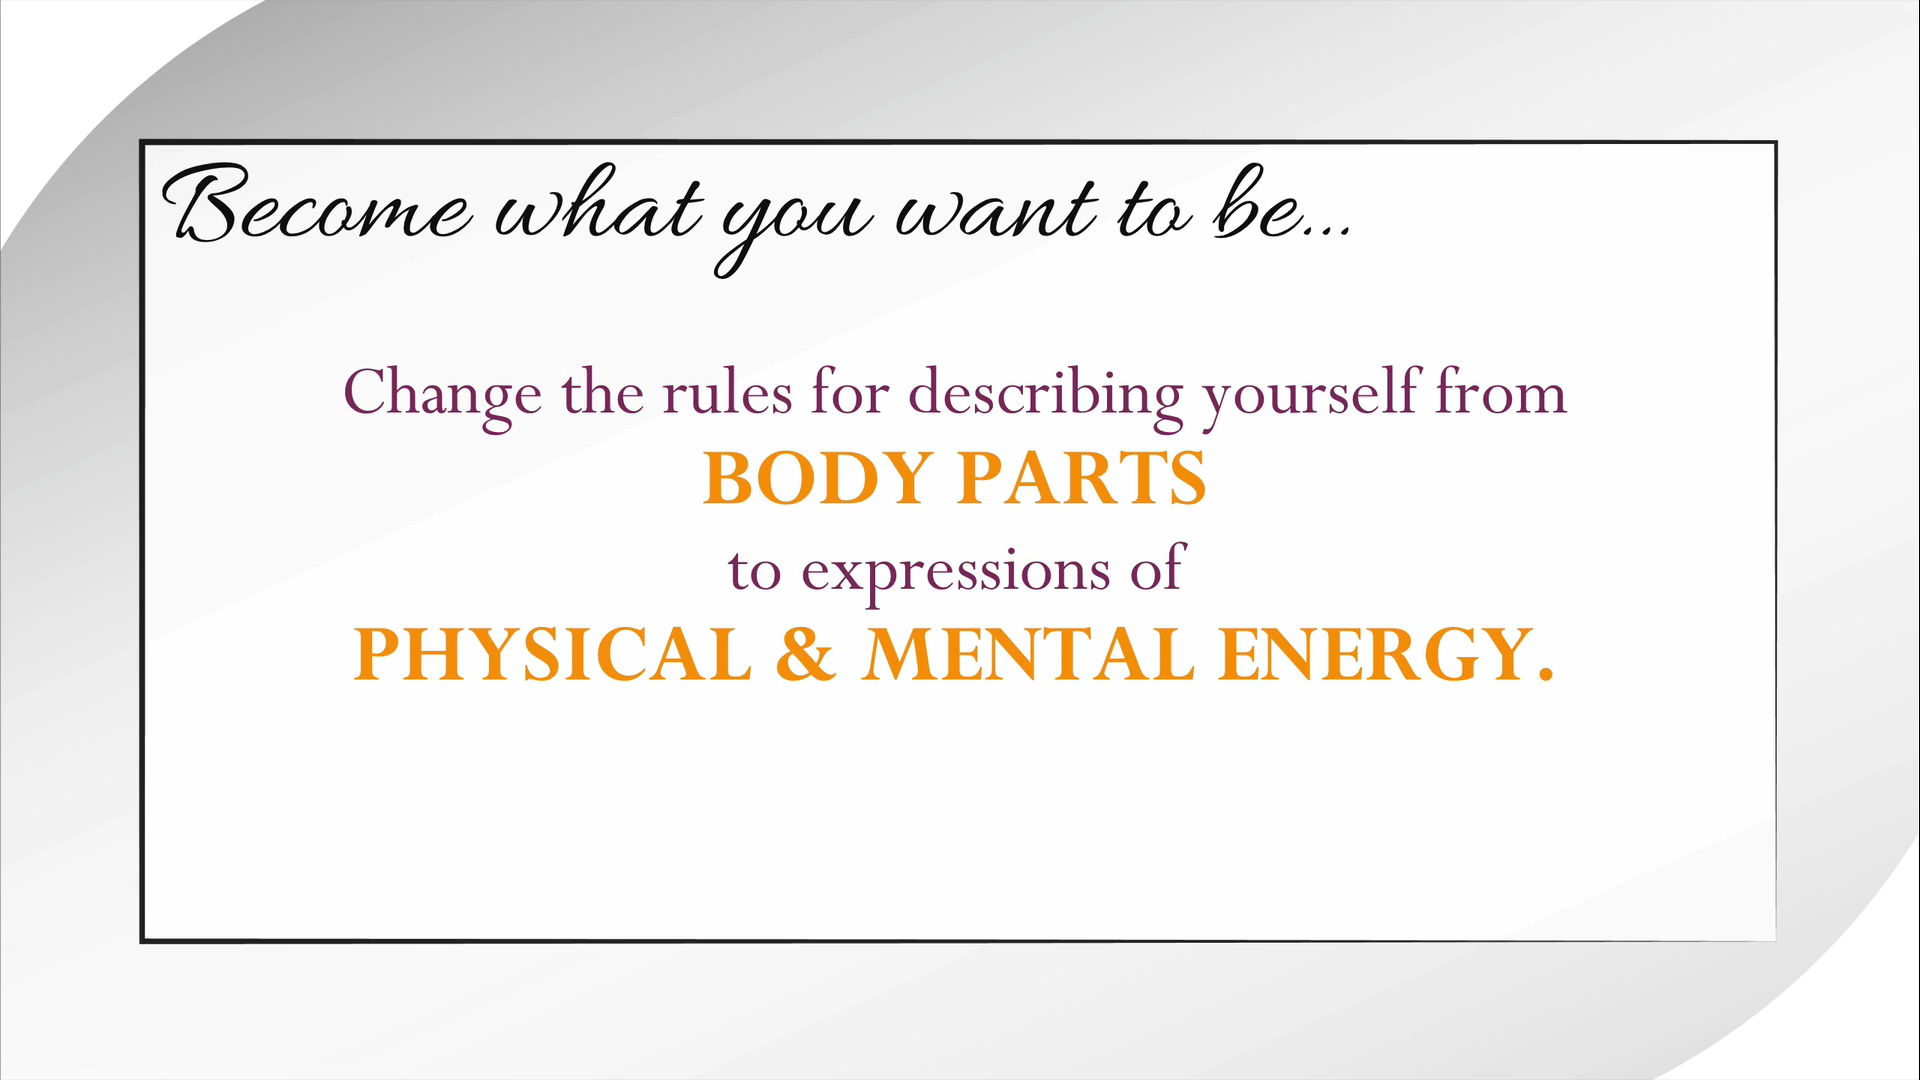 Become what you want to be...
Change the rules for describing yourself from
BODY PARTS
to expressions of
PHYSICAL & MENTAL ENERGY.